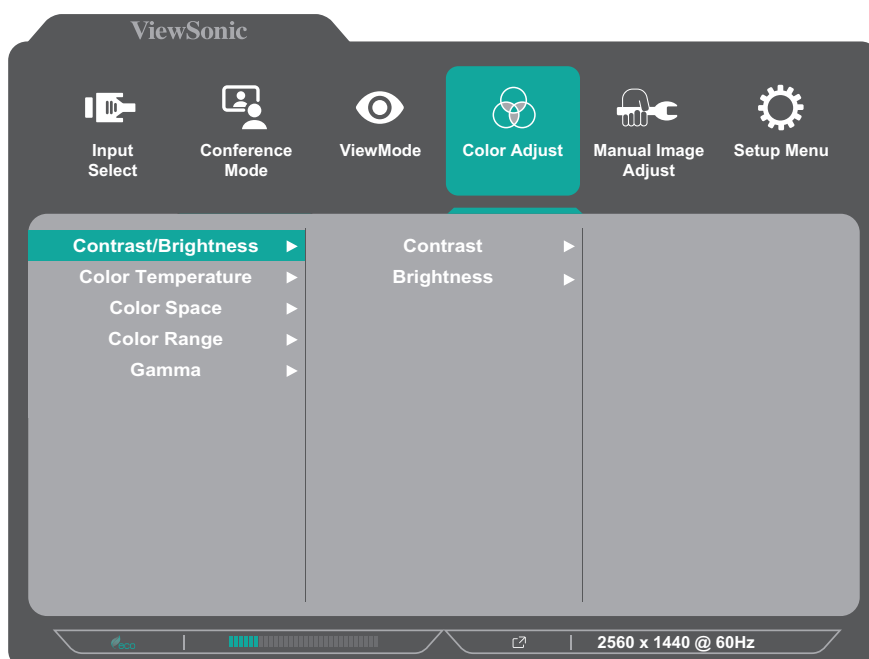 ViewSonic
Input
Select
Conference
Mode
ViewMode
Color Adjust
Manual Image
Adjust
Setup Menu
Contrast/Brightness
Color Temperature
Color Space
Color Range
Gamma
Contrast
Brightness
eco
2560 x 1440 @ 60Hz